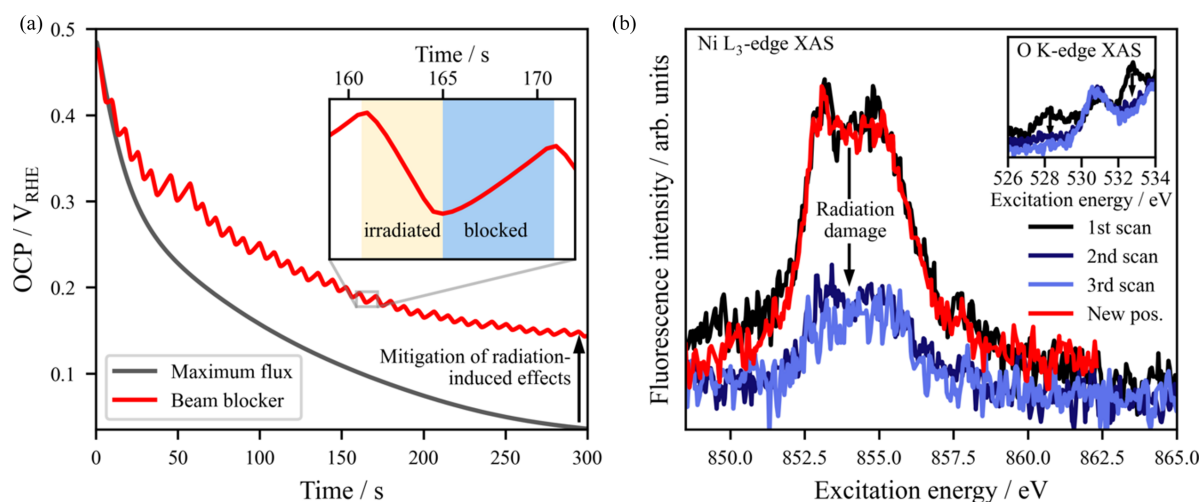 (a)
0.5
0.4
0.3
0.2
0.1
OCP / V_RHE
Time / s
160 165 170
irradiated blocked
Maximum flux
Beam blocker
Mitigation of radiation-
induced effects
0 50 100 150 200 250 300
Time / s
(b)
Ni L₃-edge XAS
O K-edge XAS
526 528 530 532 534
Excitation energy / eV
Radiation
damage
1st scan
2nd scan
3rd scan
New pos.
Fluorescence intensity / arb. units
850.0 852.5 855.0 857.5 860.0 862.5 865.0
Excitation energy / eV